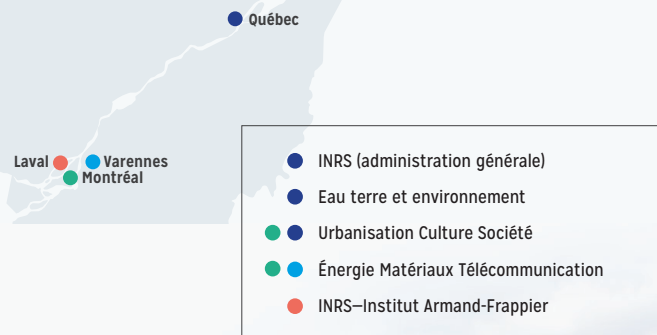 Québec
Laval
Varennes
Montréal
INRS (administration générale)
Eau terre et environnement
Urbanisation Culture Société
Énergie Matériaux Télécommunication
INRS–Institut Armand-Frappier